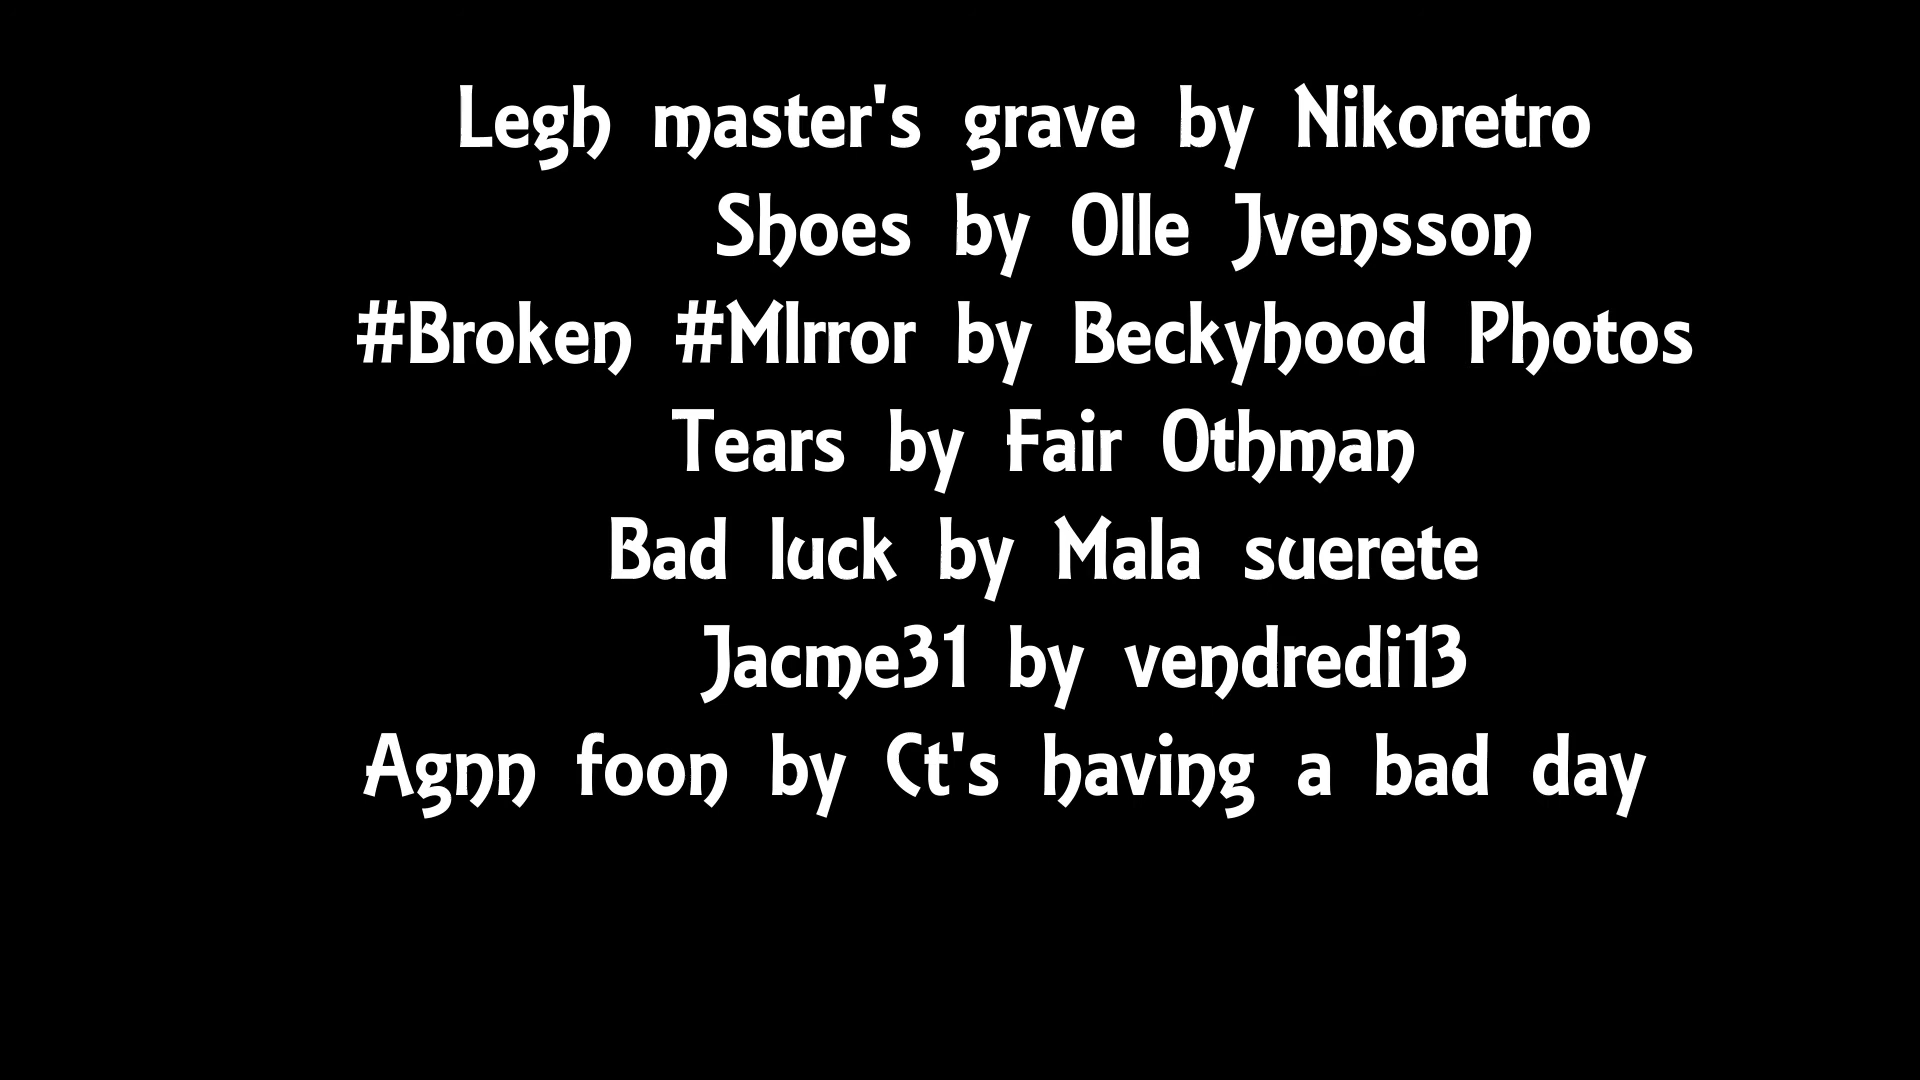 Legh master's grave by Nikoretro
Shoes by Olle Jvensson
#Broken #MIrror by Beckyhood Photos
Tears by Fair Othman
Bad luck by Mala suerete
Jacme31 by vendredi13
Agnn foon by Ct's having a bad day